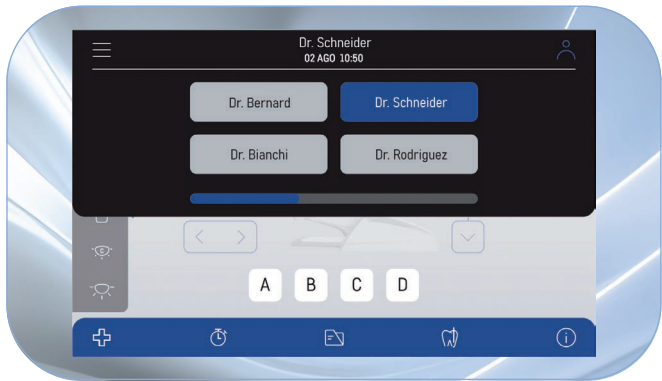 Dr. Schneider
02 AGO 10:50
Dr. Bernard
Dr. Schneider
Dr. Bianchi
Dr. Rodriguez
A B C D